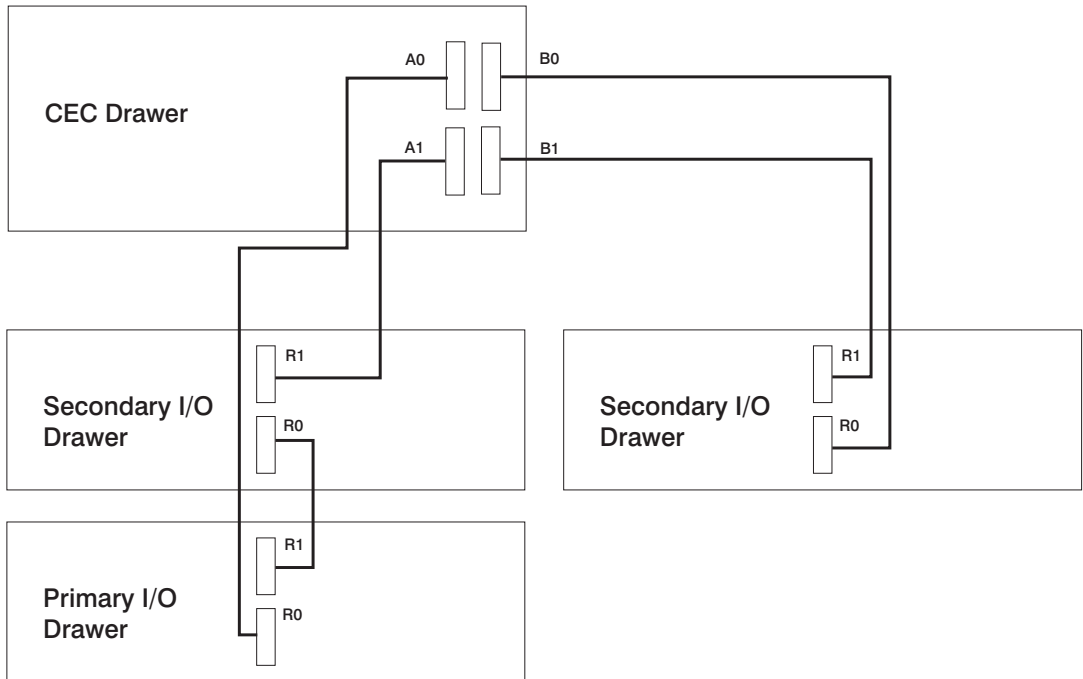 A0
B0
CEC Drawer
A1
B1
R1
Secondary I/O
Drawer
R0
R1
Secondary I/O
Drawer
R0
R1
Primary I/O
Drawer
R0